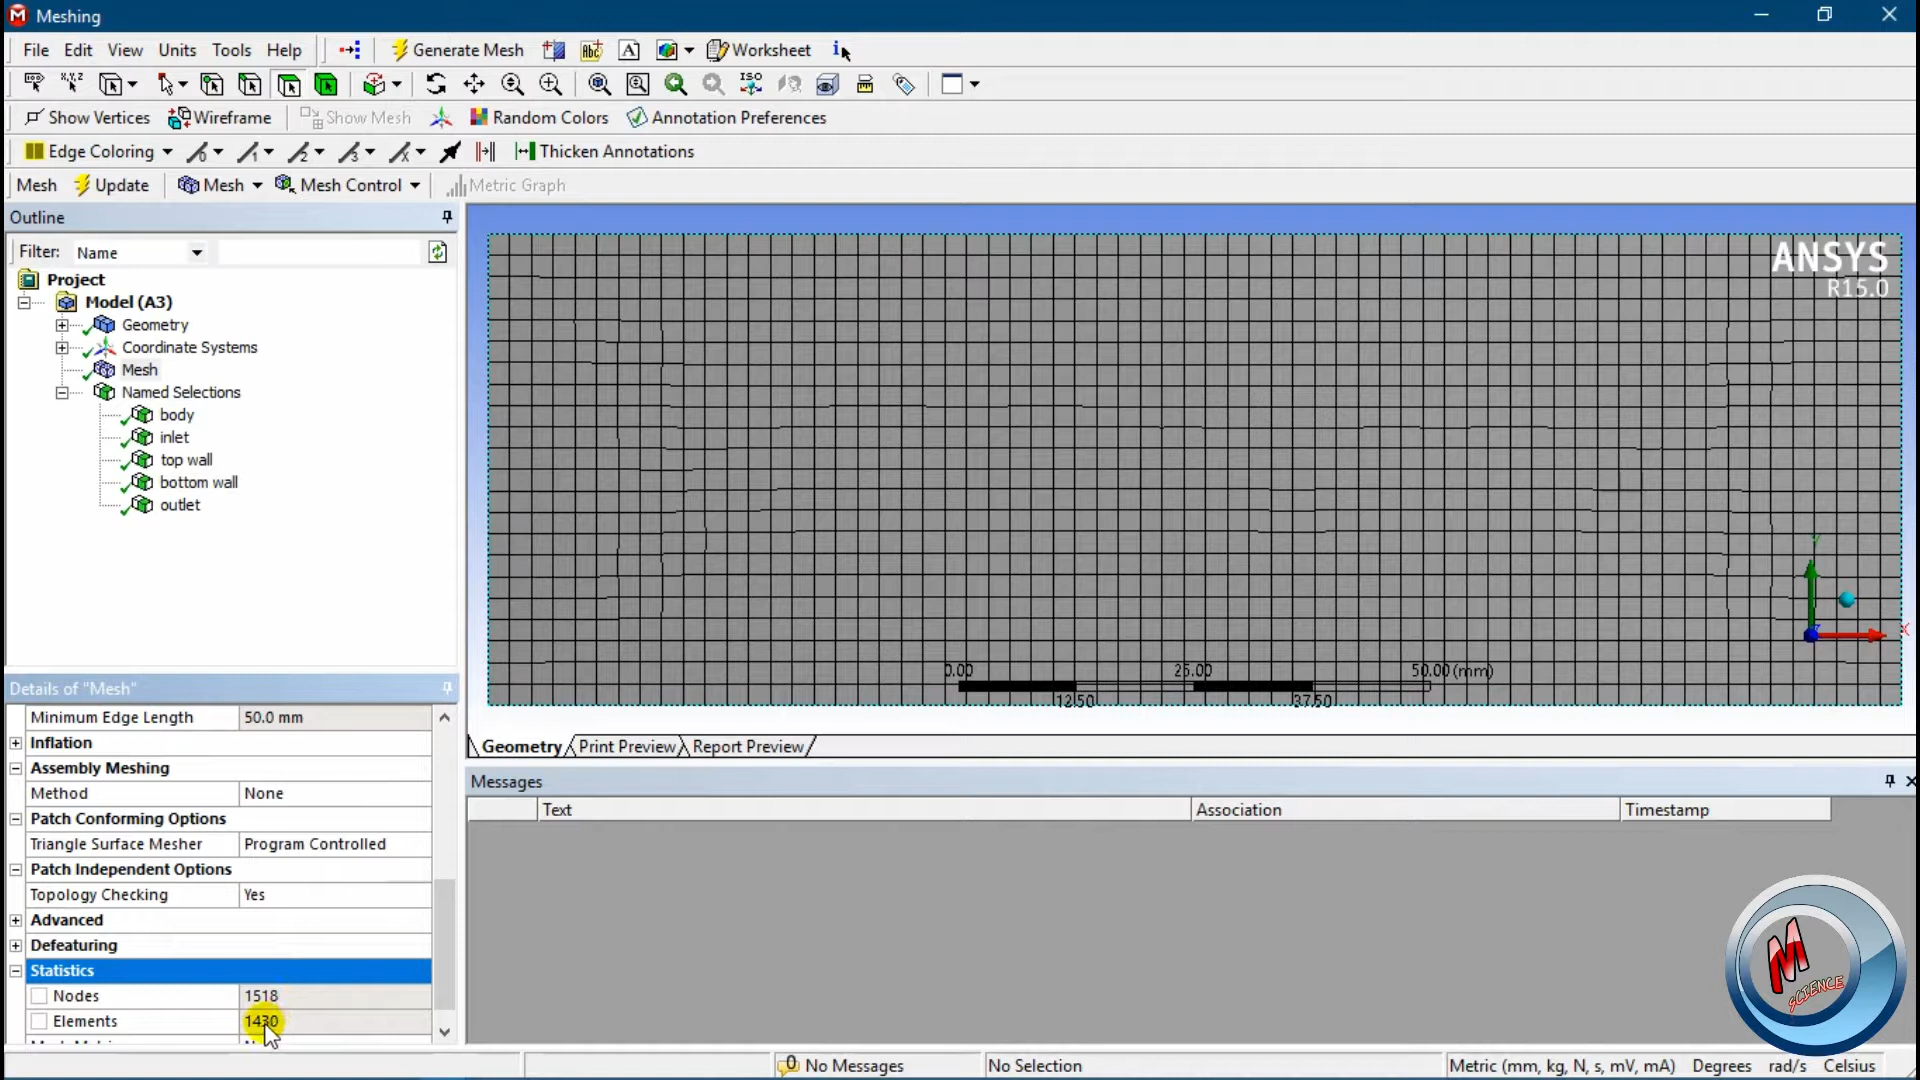 Meshing
File Edit View Units Tools Help Generate Mesh Worksheet
Show Vertices Wireframe Show Mesh Random Colors Annotation Preferences
Edge Coloring Thicken Annotations
Mesh Update Mesh Mesh Control Metric Graph
Outline
Filter: Name
Project
Model (A3)
Geometry
Coordinate Systems
Mesh
Named Selections
body
inlet
top wall
bottom wall
outlet
ANSYS
R15.0
Y
X
0.00 25.00 50.00 (mm)
12.50 37.50
Geometry Print Preview Report Preview
Details of "Mesh"
Minimum Edge Length 50.0 mm
Inflation
Assembly Meshing
Method None
Patch Conforming Options
Triangle Surface Mesher Program Controlled
Patch Independent Options
Topology Checking Yes
Advanced
Defeaturing
Statistics
Nodes 1518
Elements 1430
Messages
Text Association Timestamp
M
SCIENCE
No Messages No Selection Metric (mm, kg, N, s, mV, mA) Degrees rad/s Celsius